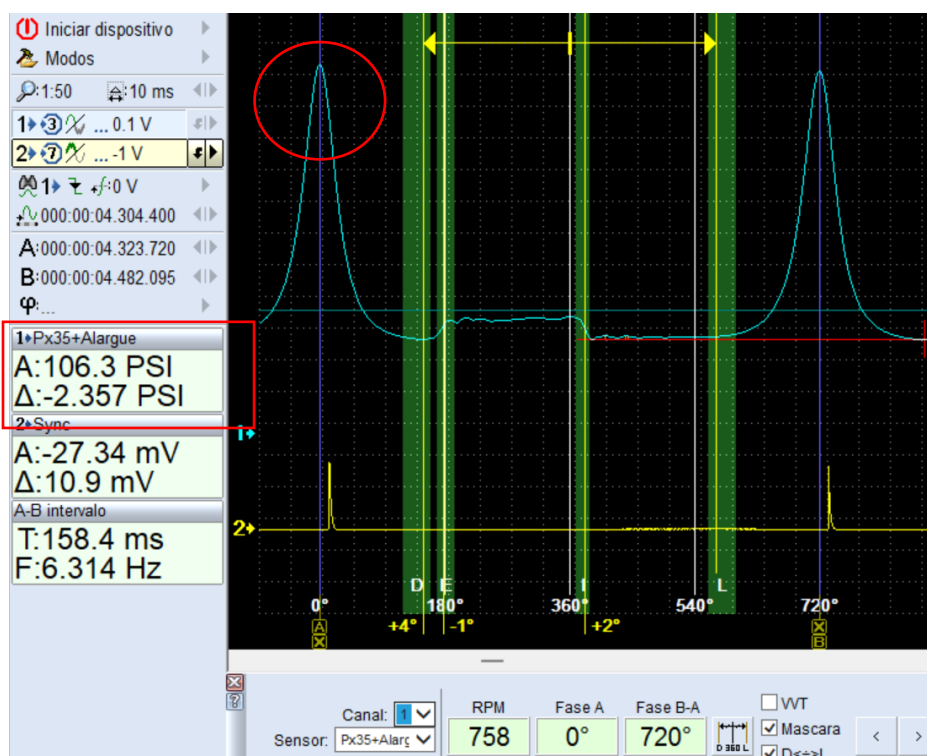 Iniciar dispositivo
Modos
:1:50 :10 ms
1 3 ... 0.1 V
2 7 ... -1 V
1 :0 V
000:00:04.304.400
A:000:00:04.323.720
B:000:00:04.482.095
φ:...
1 Px35+Alargue
A:106.3 PSI
Δ:-2.357 PSI
2 Sync
A:-27.34 mV
Δ:10.9 mV
A-B intervalo
T:158.4 ms
F:6.314 Hz
1
2
D E I L
0° 180° 360° 540° 720°
+4° -1° +2°
A B
X X
?
Canal: 1
Sensor: Px35+Alarg
RPM Fase A Fase B-A
758 0° 720°
D 360 L
VVT
Mascara
D<÷>I
< >